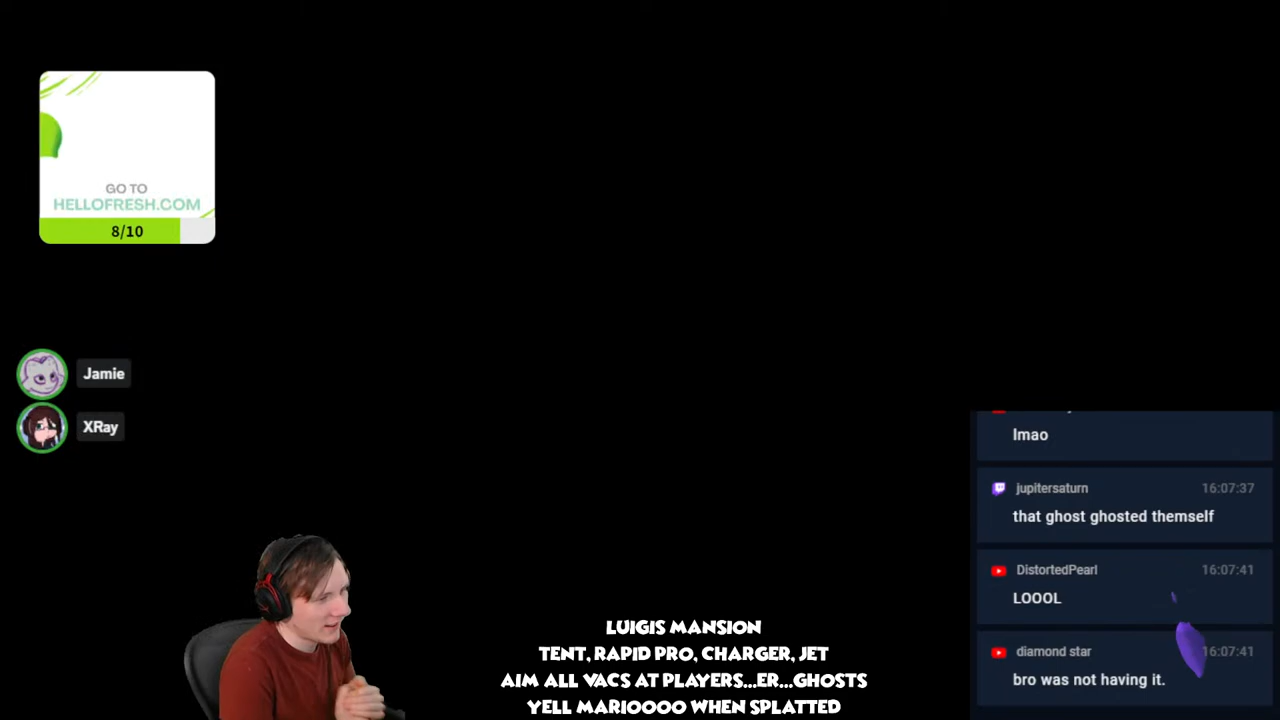 GO TO
HELLOFRESH.COM
8/10
Jamie
XRay
lmao
jupitersaturn 16:07:37
that ghost ghosted themself
DistortedPearl 16:07:41
LOOOL
diamond star 16:07:41
bro was not having it.
LUIGIS MANSION
TENT, RAPID PRO, CHARGER, JET
AIM ALL VACS AT PLAYERS...ER...GHOSTS
YELL MARIOOOO WHEN SPLATTED